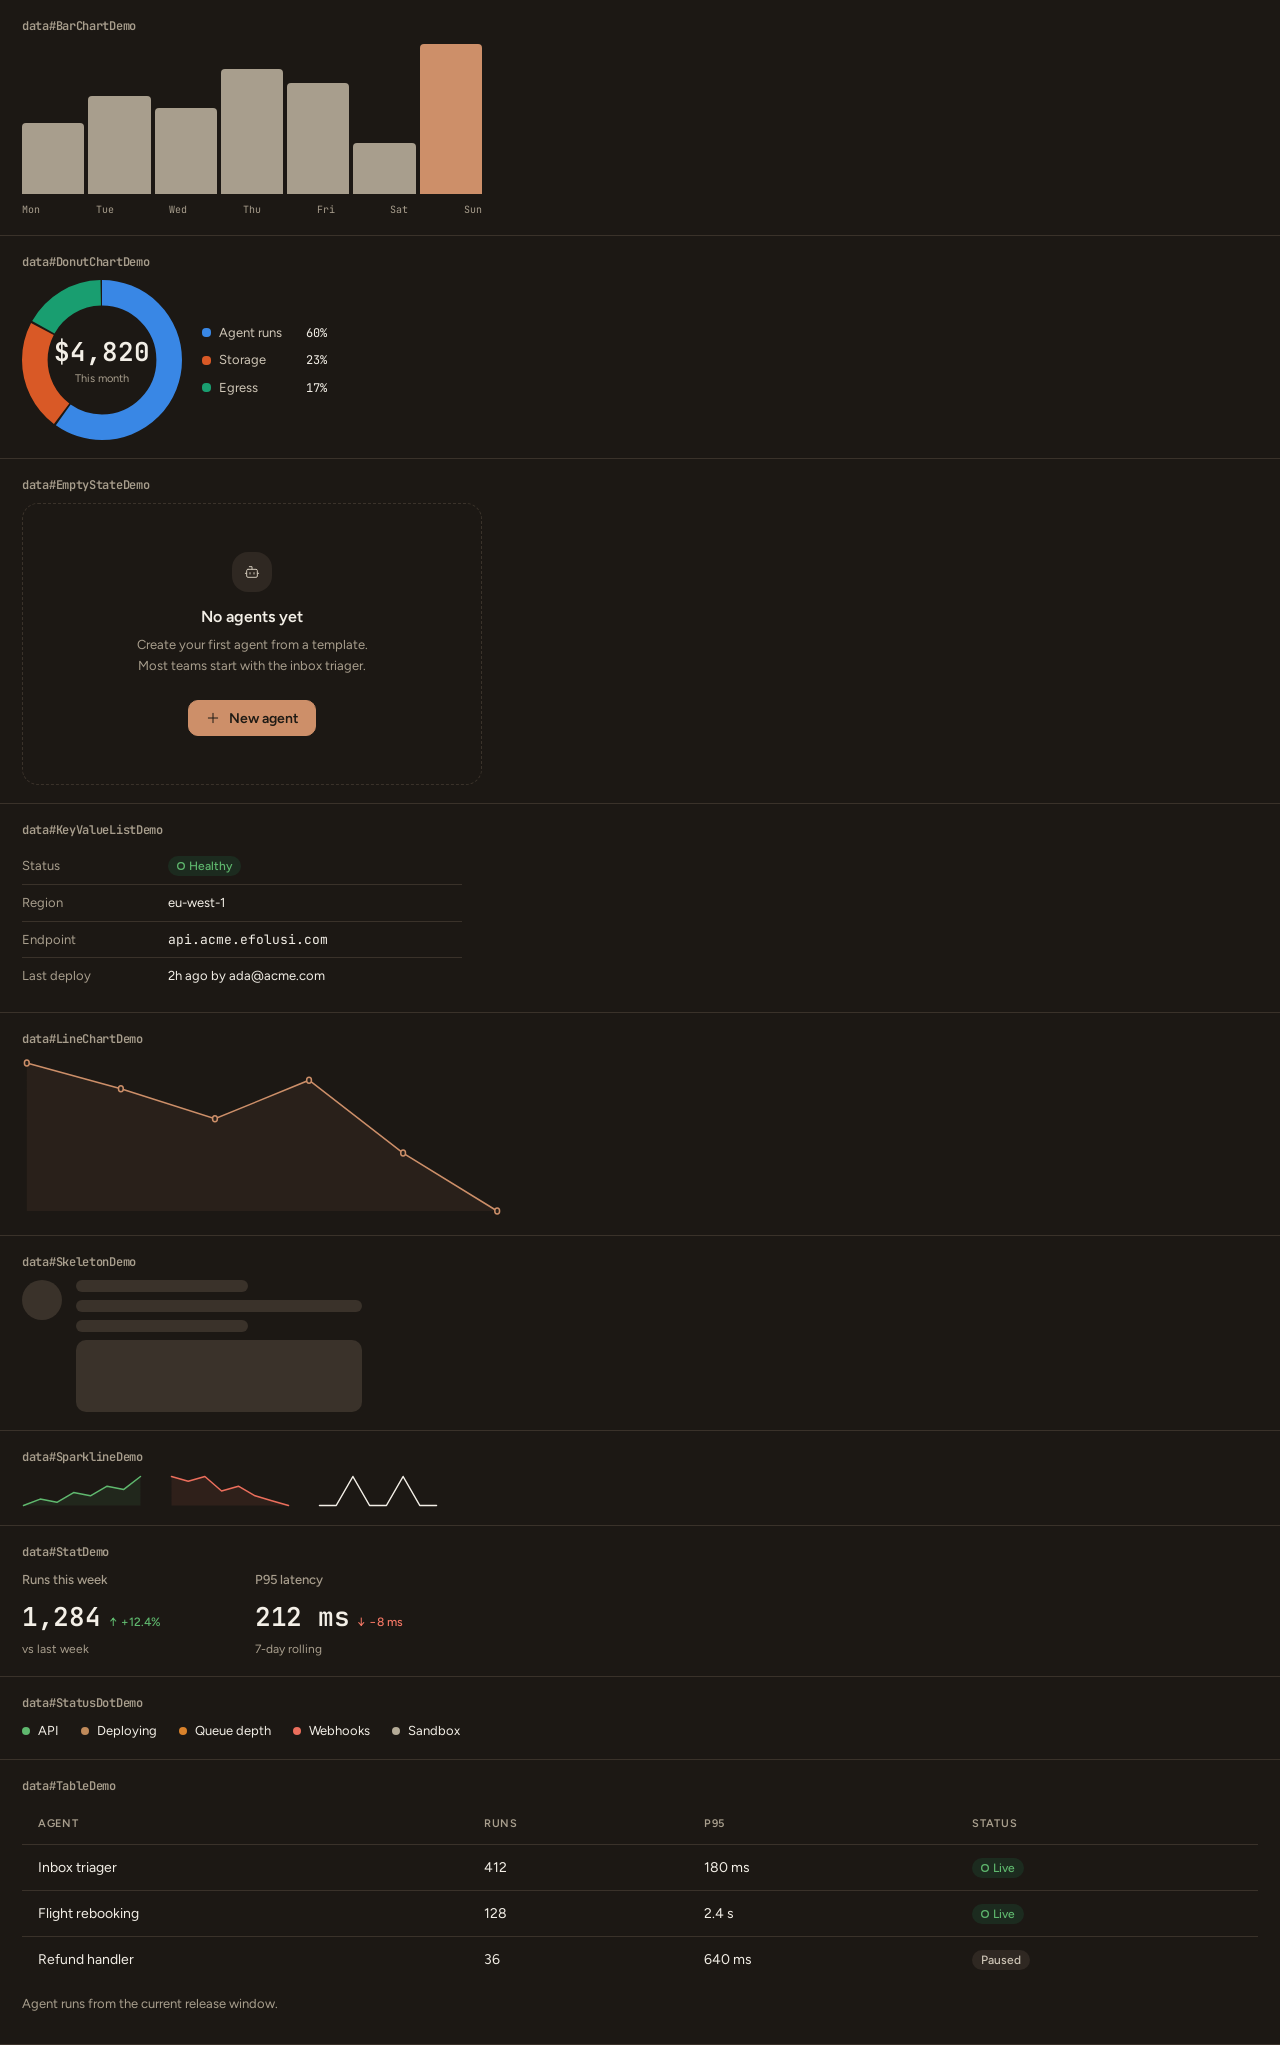 data#BarChartDemo
Mon Tue Wed Thu Fri Sat Sun
data#DonutChartDemo
$4,820
This month
Agent runs 60%
Storage 23%
Egress 17%
data#EmptyStateDemo
No agents yet
Create your first agent from a template.
Most teams start with the inbox triager.
New agent
data#KeyValueListDemo
Status Healthy
Region eu-west-1
Endpoint api.acme.efolusi.com
Last deploy 2h ago by ada@acme.com
data#LineChartDemo
data#SkeletonDemo
data#SparklineDemo
data#StatDemo
Runs this week
1,284 ↑ +12.4%
vs last week
P95 latency
212 ms ↓ −8 ms
7-day rolling
data#StatusDotDemo
API Deploying Queue depth Webhooks Sandbox
data#TableDemo
AGENT RUNS P95 STATUS
Inbox triager 412 180 ms Live
Flight rebooking 128 2.4 s Live
Refund handler 36 640 ms Paused
Agent runs from the current release window.